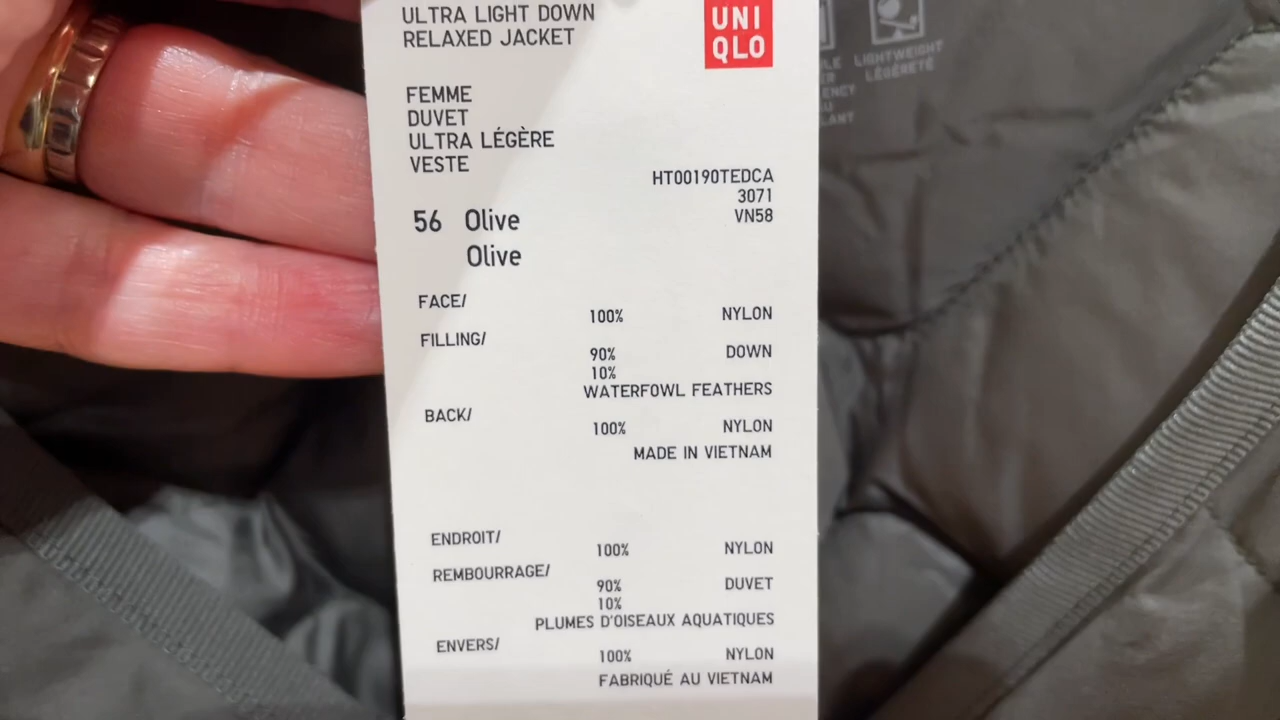 ULTRA LIGHT DOWN
RELAXED JACKET
UNI
QLO
FEMME
DUVET
ULTRA LÉGÈRE
VESTE
HT00190TEDCA
3071
VN58
56 Olive
Olive
FACE/
100% NYLON
FILLING/
90% DOWN
10%
WATERFOWL FEATHERS
BACK/
100% NYLON
MADE IN VIETNAM
ENDROIT/
100% NYLON
REMBOURRAGE/
90% DUVET
10%
PLUMES D'OISEAUX AQUATIQUES
ENVERS/
100% NYLON
FABRIQUÉ AU VIETNAM
LIGHTWEIGHT
LÉGÈRETÉ